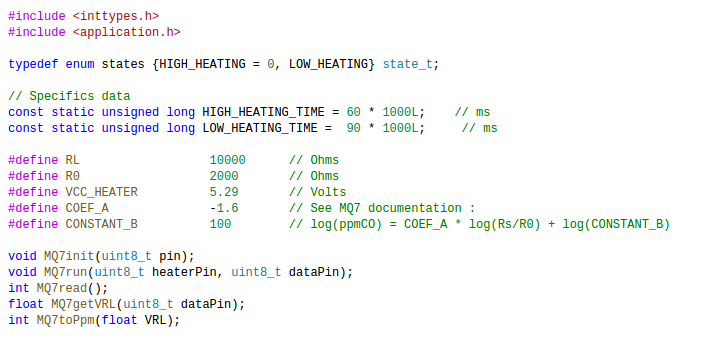 #include <inttypes.h>
#include <application.h>

typedef enum states {HIGH_HEATING = 0, LOW_HEATING} state_t;

// Specifics data
const static unsigned long HIGH_HEATING_TIME = 60 * 1000L;    // ms
const static unsigned long LOW_HEATING_TIME =  90 * 1000L;     // ms

#define RL                    10000      // Ohms
#define R0                    2000       // Ohms
#define VCC_HEATER            5.29       // Volts
#define COEF_A                -1.6       // See MQ7 documentation :
#define CONSTANT_B            100        // log(ppmCO) = COEF_A * log(Rs/R0) + log(CONSTANT_B)

void MQ7init(uint8_t pin);
void MQ7run(uint8_t heaterPin, uint8_t dataPin);
int MQ7read();
float MQ7getVRL(uint8_t dataPin);
int MQ7toPpm(float VRL);